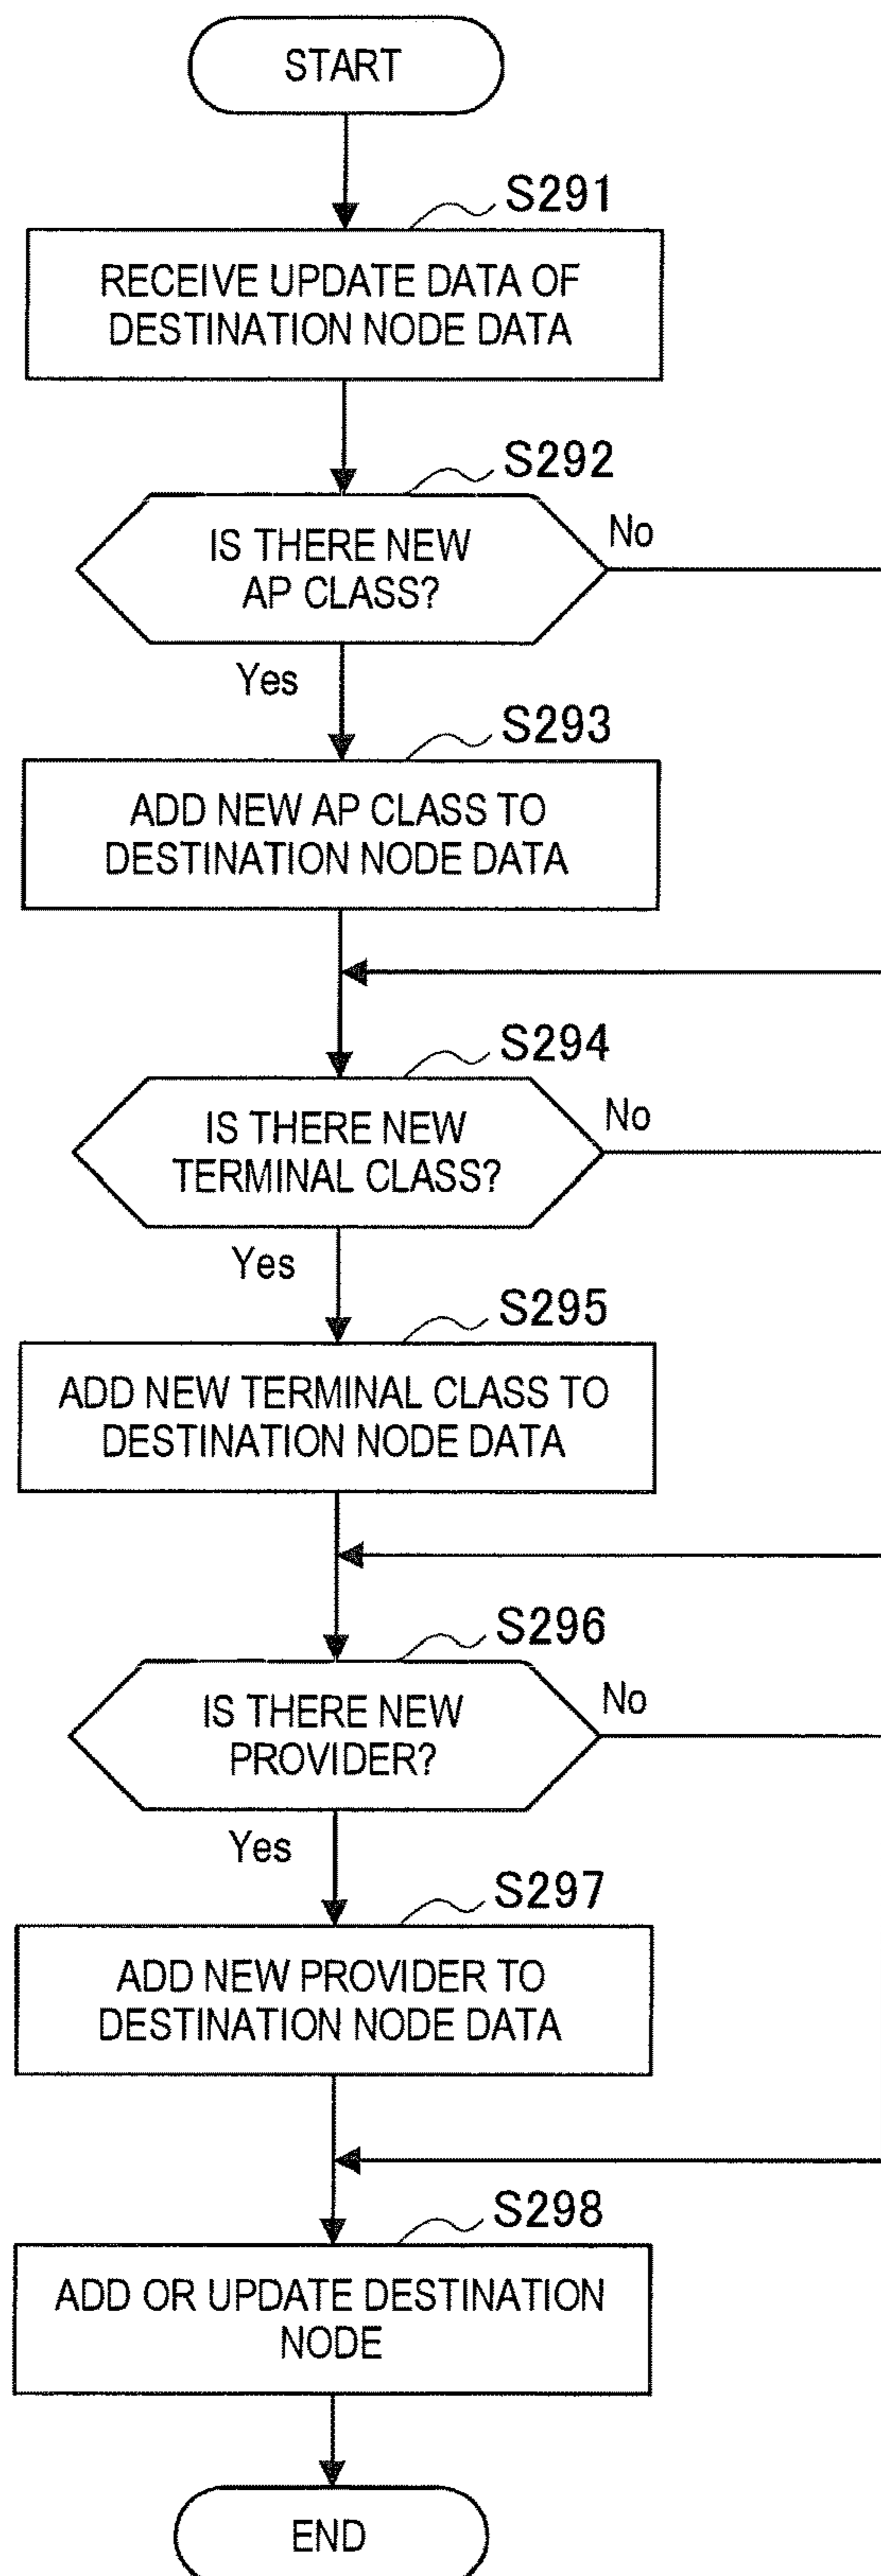 START
S291
RECEIVE UPDATE DATA OF
DESTINATION NODE DATA
S292
IS THERE NEW
AP CLASS?
No
Yes
S293
ADD NEW AP CLASS TO
DESTINATION NODE DATA
S294
IS THERE NEW
TERMINAL CLASS?
No
Yes
S295
ADD NEW TERMINAL CLASS TO
DESTINATION NODE DATA
S296
IS THERE NEW
PROVIDER?
No
Yes
S297
ADD NEW PROVIDER TO
DESTINATION NODE DATA
S298
ADD OR UPDATE DESTINATION
NODE
END